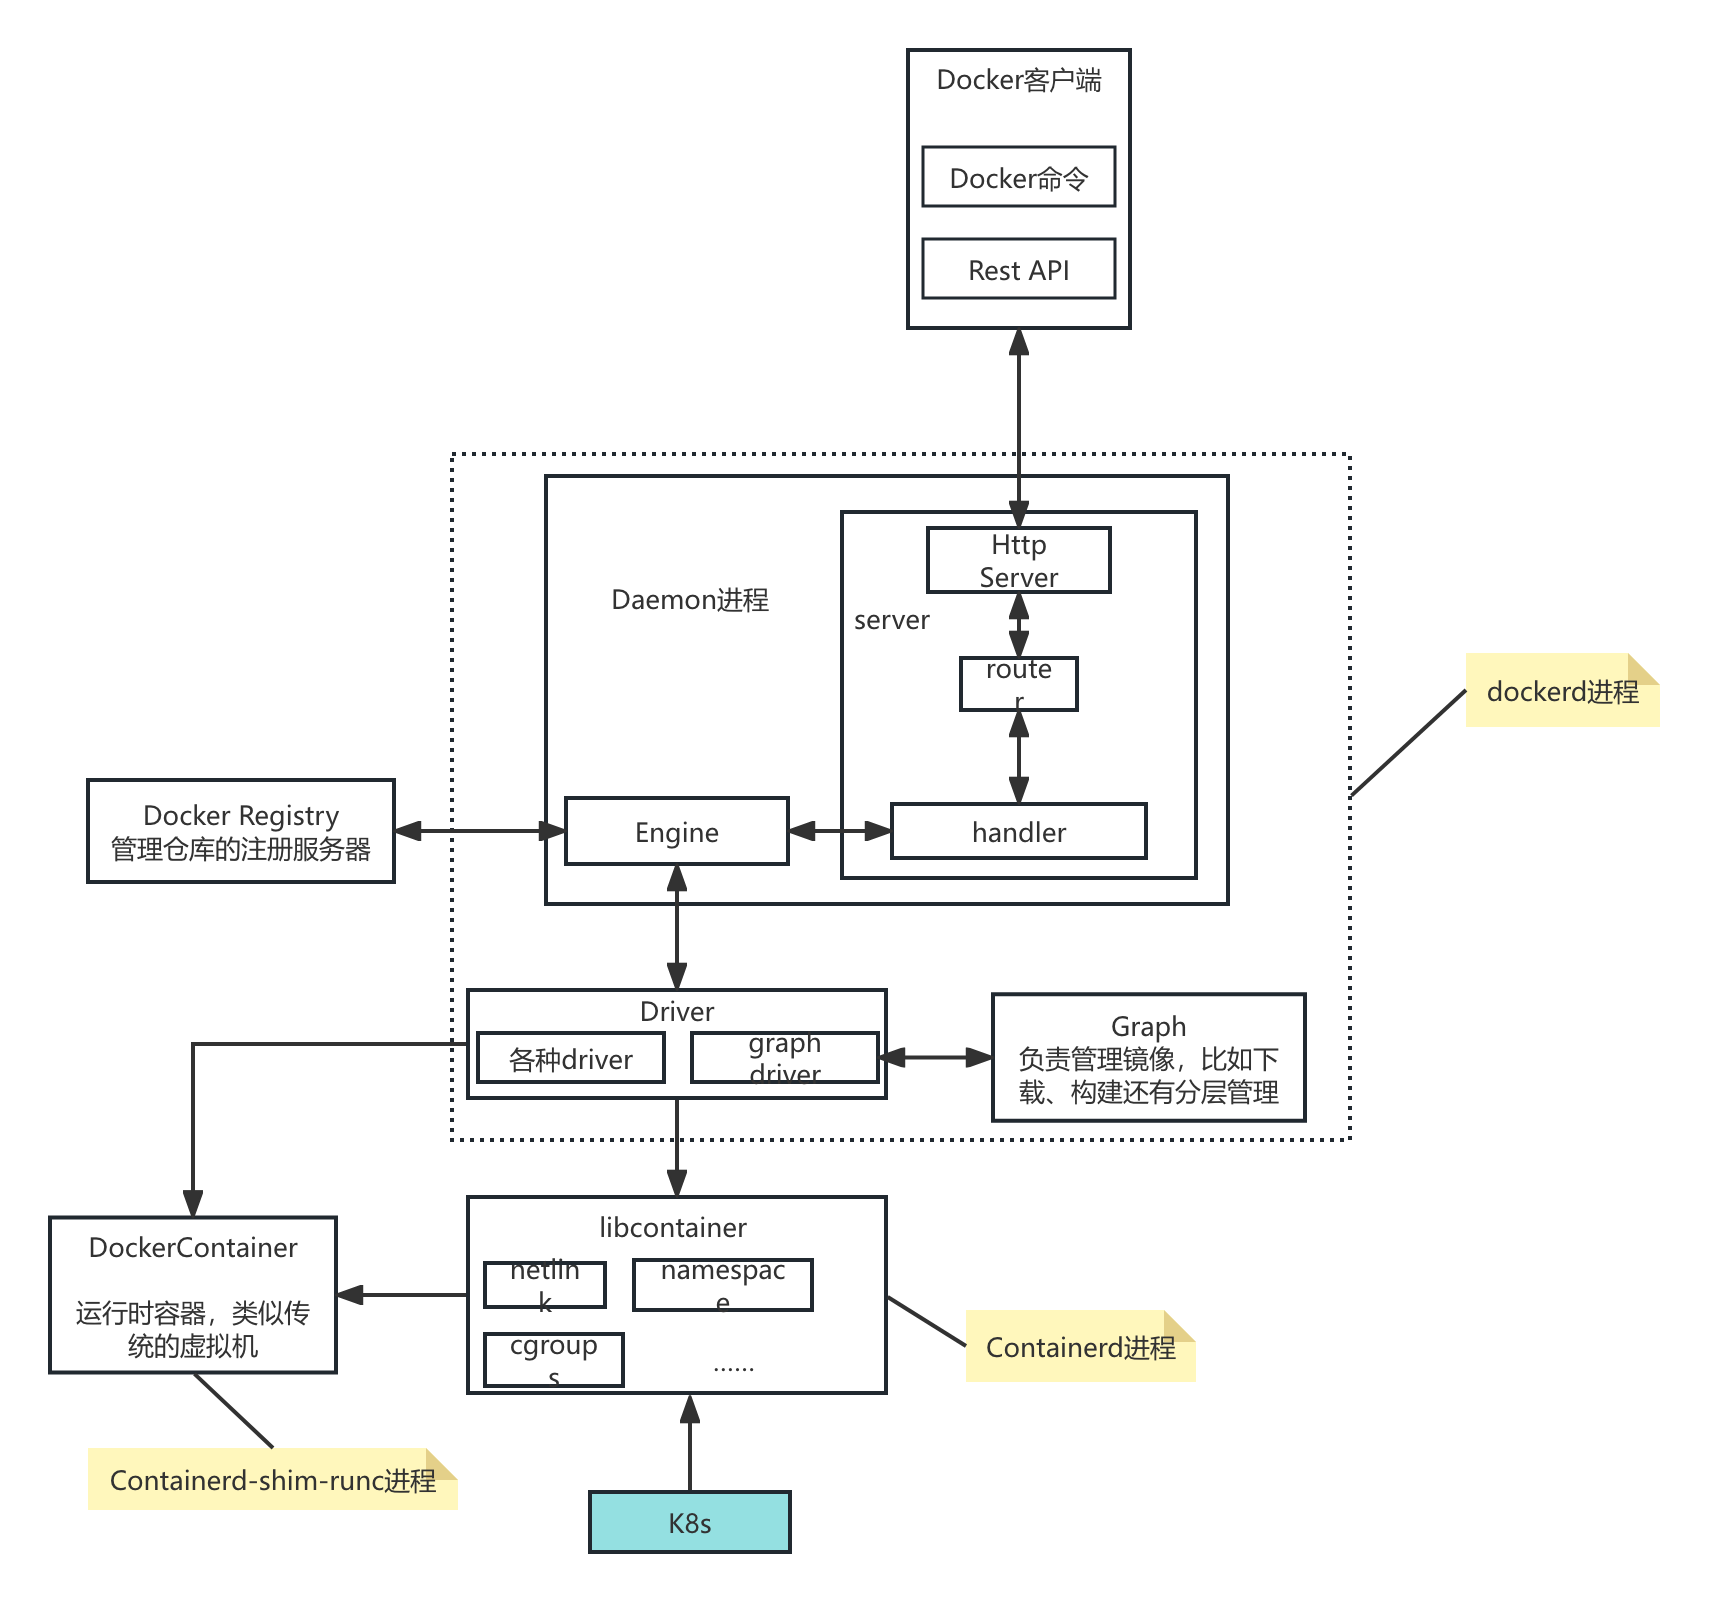 Docker客户端
Docker命令
Rest API
Http
Server
Daemon进程
server
route
r
dockerd进程
Docker Registry
管理仓库的注册服务器
Engine
handler
Driver
各种driver
graph
driver
Graph
负责管理镜像，比如下
载、构建还有分层管理
DockerContainer
运行时容器，类似传
统的虚拟机
libcontainer
netlin
k
namespac
e
cgroup
s
......
Containerd进程
Containerd-shim-runc进程
K8s